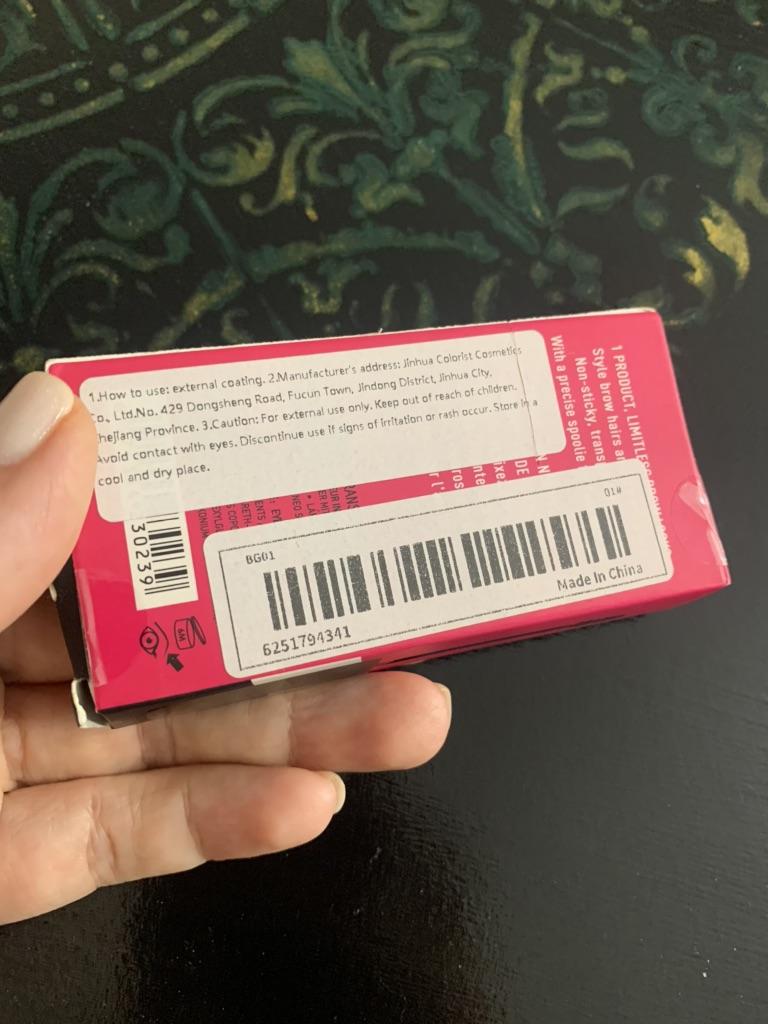 1.How to use: external coating. 2.Manufacturer's address: Jinhua Colorist Cosmetics
Co., Ltd.No. 429 Dongsheng Road, Fucun Town, Jindong District, Jinhua City,
Zhejiang Province. 3.Caution: For external use only. Keep out of reach of children.
Avoid contact with eyes. Discontinue use if signs of irritation or rash occur. Store in a
cool and dry place.
1 PRODUCT, LIMITLESS
Style brow hairs
Non-sticky,
With a precise spoolie
30239
6M
BG01
01#
6251794341
Made In China